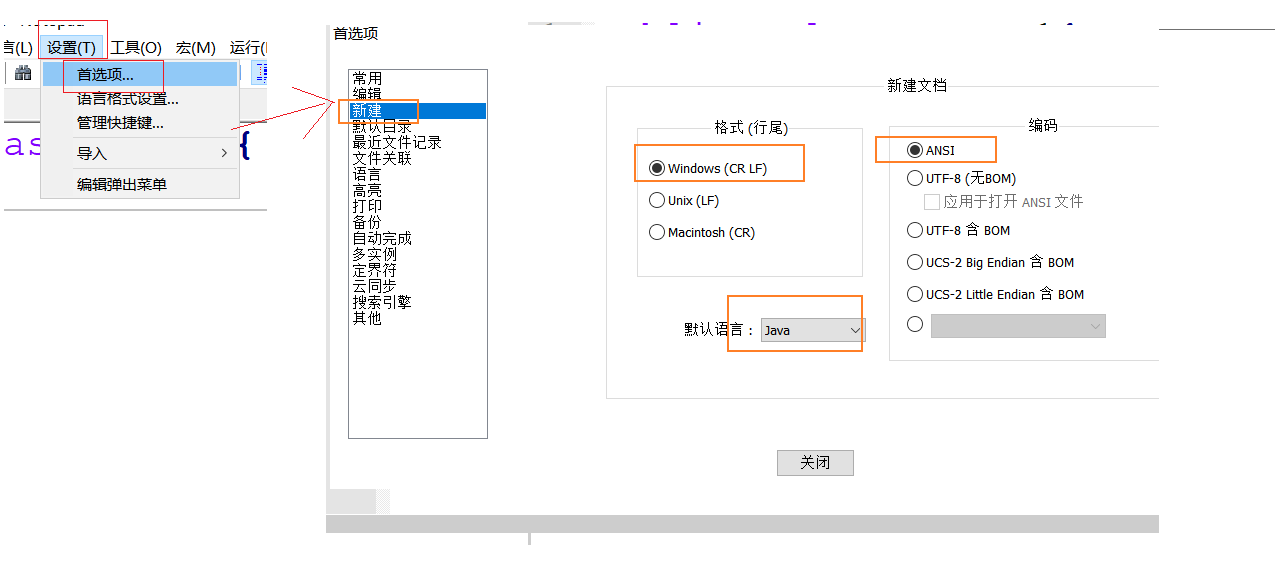 言(L) 设置(T) 工具(O) 宏(M) 运行(
首选项...
语言格式设置...
管理快捷键...
导入
编辑弹出菜单
as
{
首选项
常用
编辑
新建
默认目录
最近文件记录
文件关联
语言
高亮
打印
备份
自动完成
多实例
定界符
云同步
搜索引擎
其他
新建文档
格式 (行尾)
Windows (CR LF)
Unix (LF)
Macintosh (CR)
默认语言：
Java
编码
ANSI
UTF-8 (无BOM)
应用于打开 ANSI 文件
UTF-8 含 BOM
UCS-2 Big Endian 含 BOM
UCS-2 Little Endian 含 BOM
关闭